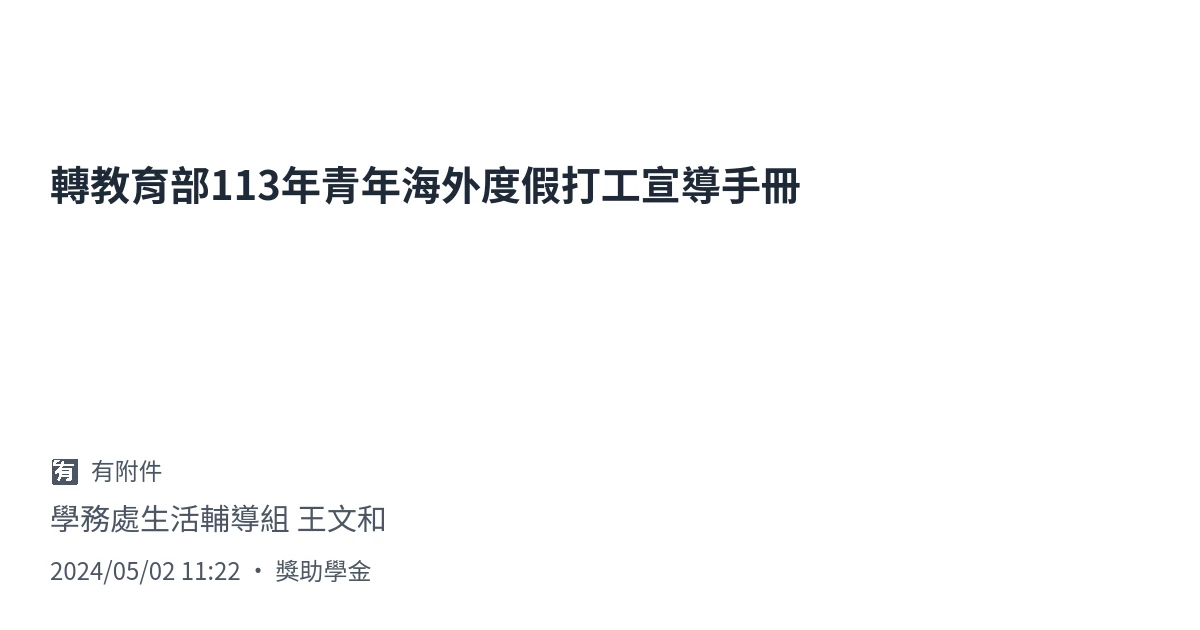 轉教育部113年青年海外度假打工宣導手冊
🈶 有附件
學務處生活輔導組 王文和
2024/05/02 11:22 • 獎助學金